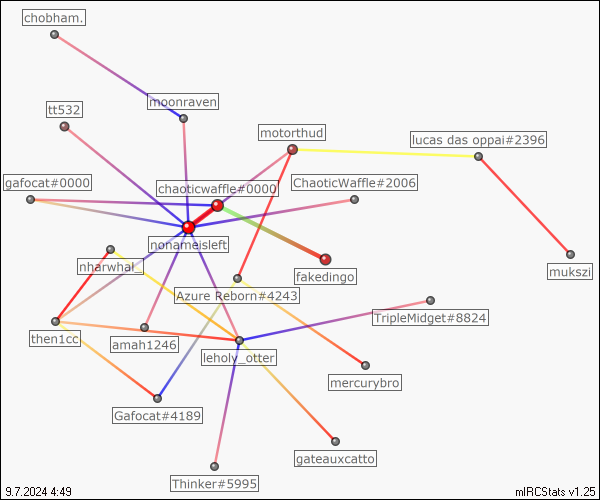 chobham.
moonraven
tt532
motorthud
lucas das oppai#2396
gafocat#0000
chaoticwaffle#0000
ChaoticWaffle#2006
nonameisleft
nharwhal_
fakedingo
mukszi
Azure Reborn#4243
TripleMidget#8824
then1cc
amah1246
leholy_otter
mercurybro
Gafocat#4189
gateauxcatto
Thinker#5995
9.7.2024 4:49
mIRCStats v1.25